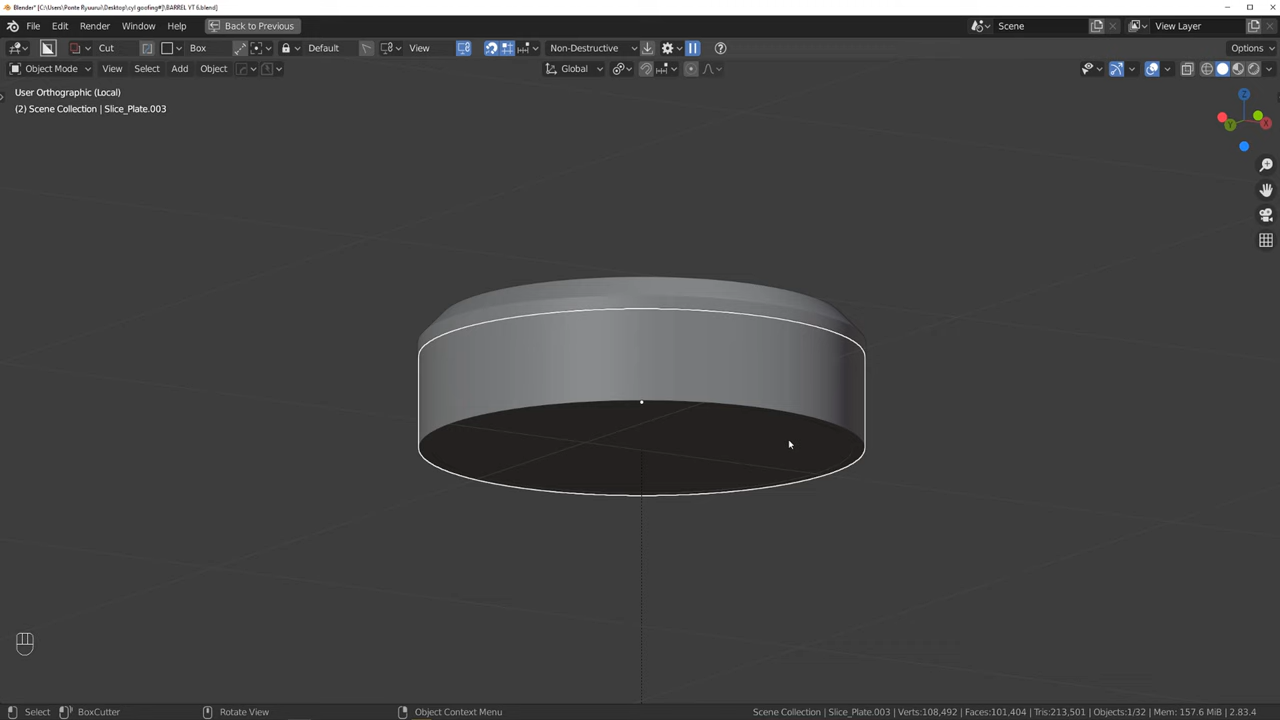 Blender* [C:\Users\Ponte Ryuurui\Desktop\cyl goofing#]\BARREL YT 6.blend]
File Edit Render Window Help Back to Previous Scene View Layer
Cut Box Default View Non-Destructive Options
Object Mode View Select Add Object Global
User Orthographic (Local)
(2) Scene Collection | Slice_Plate.003
Z
Y X
Select BoxCutter Rotate View Object Context Menu Scene Collection | Slice_Plate.003 | Verts:108,492 | Faces:101,404 | Tris:213,501 | Objects:1/32 | Mem: 157.6 MiB | 2.83.4